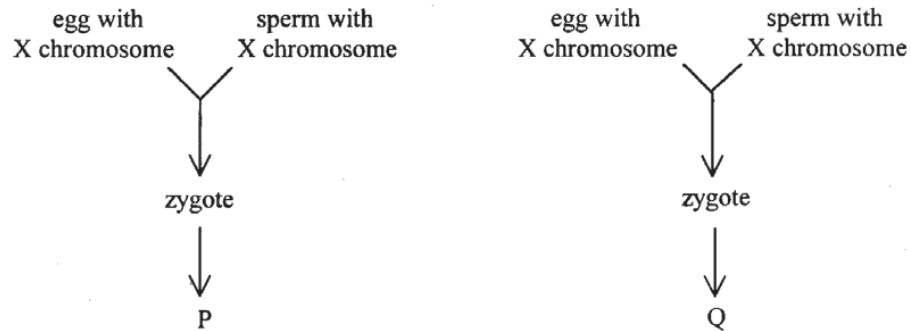 egg with
X chromosome
sperm with
X chromosome
zygote
P
egg with
X chromosome
sperm with
X chromosome
zygote
Q